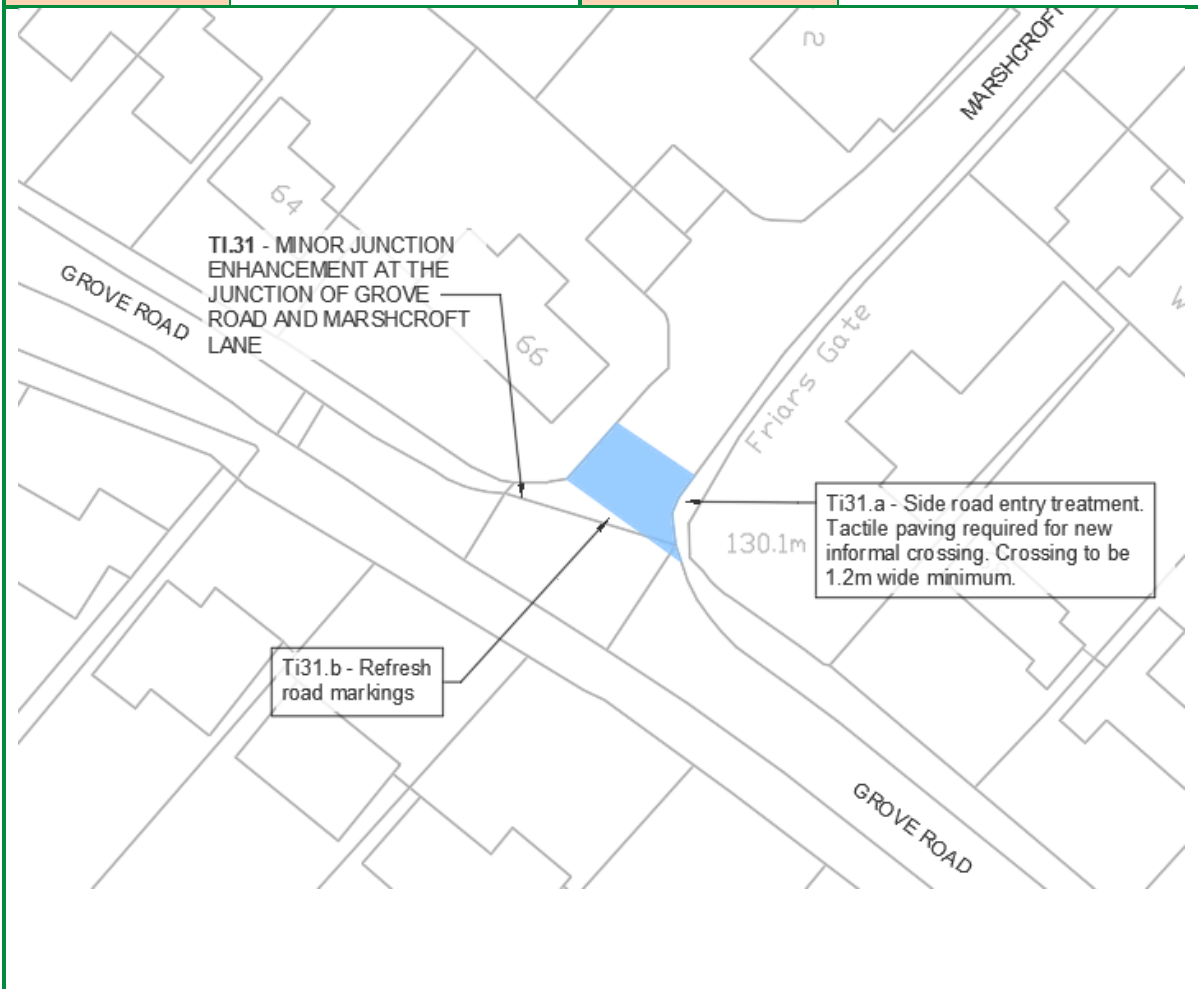 2
MARSHCROFT
64
TI.31 - MINOR JUNCTION
ENHANCEMENT AT THE
JUNCTION OF GROVE
ROAD AND MARSHCROFT
LANE
GROVE ROAD
66
Friars Gate
Ti31.a - Side road entry treatment.
Tactile paving required for new
informal crossing. Crossing to be
1.2m wide minimum.
130.1m
Ti31.b - Refresh
road markings
GROVE ROAD